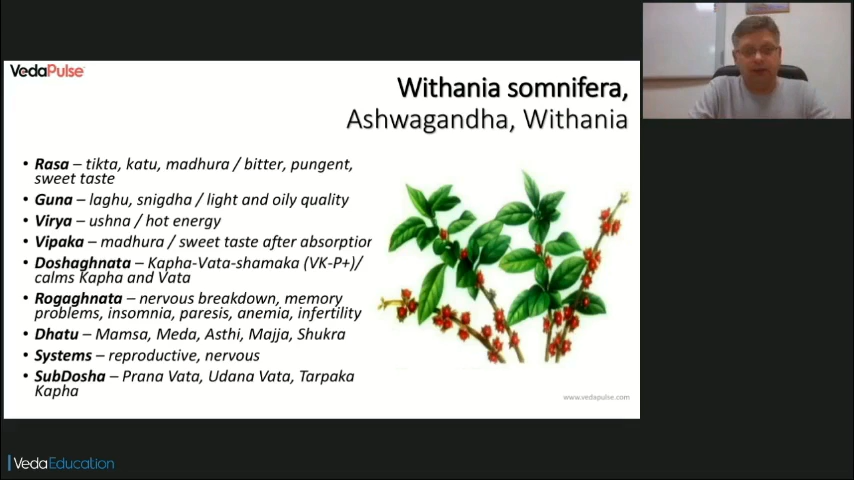 VedaPulse
Withania somnifera,
Ashwagandha, Withania
• Rasa – tikta, katu, madhura / bitter, pungent,
sweet taste
• Guna – laghu, snigdha / light and oily quality
• Virya – ushna / hot energy
• Vipaka – madhura / sweet taste after absorption
• Doshaghnata – Kapha-Vata-shamaka (VK-P+)/
calms Kapha and Vata
• Rogaghnata – nervous breakdown, memory
problems, insomnia, paresis, anemia, infertility
• Dhatu – Mamsa, Meda, Asthi, Majja, Shukra
• Systems – reproductive, nervous
• SubDosha – Prana Vata, Udana Vata, Tarpaka
Kapha
www.vedapulse.com
VedaEducation